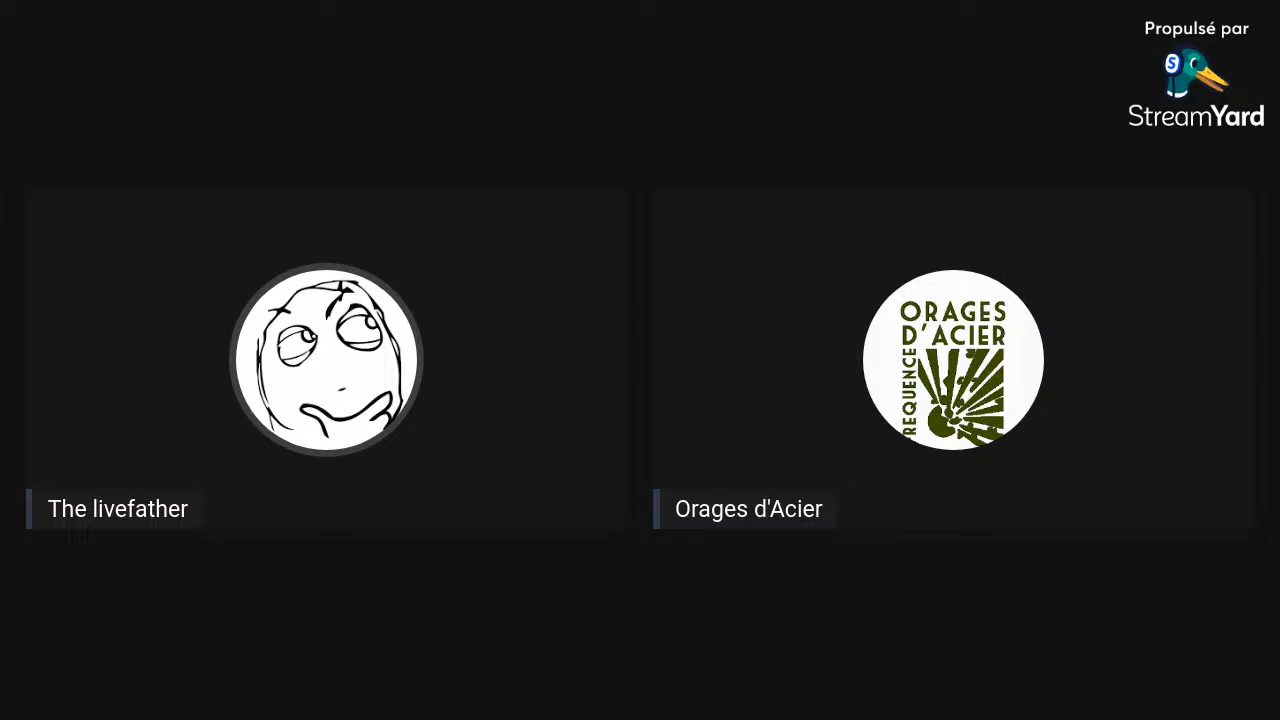 Propulsé par
S
StreamYard
ORAGES
D'ACIER
FREQUENCE
The livefather
Orages d'Acier